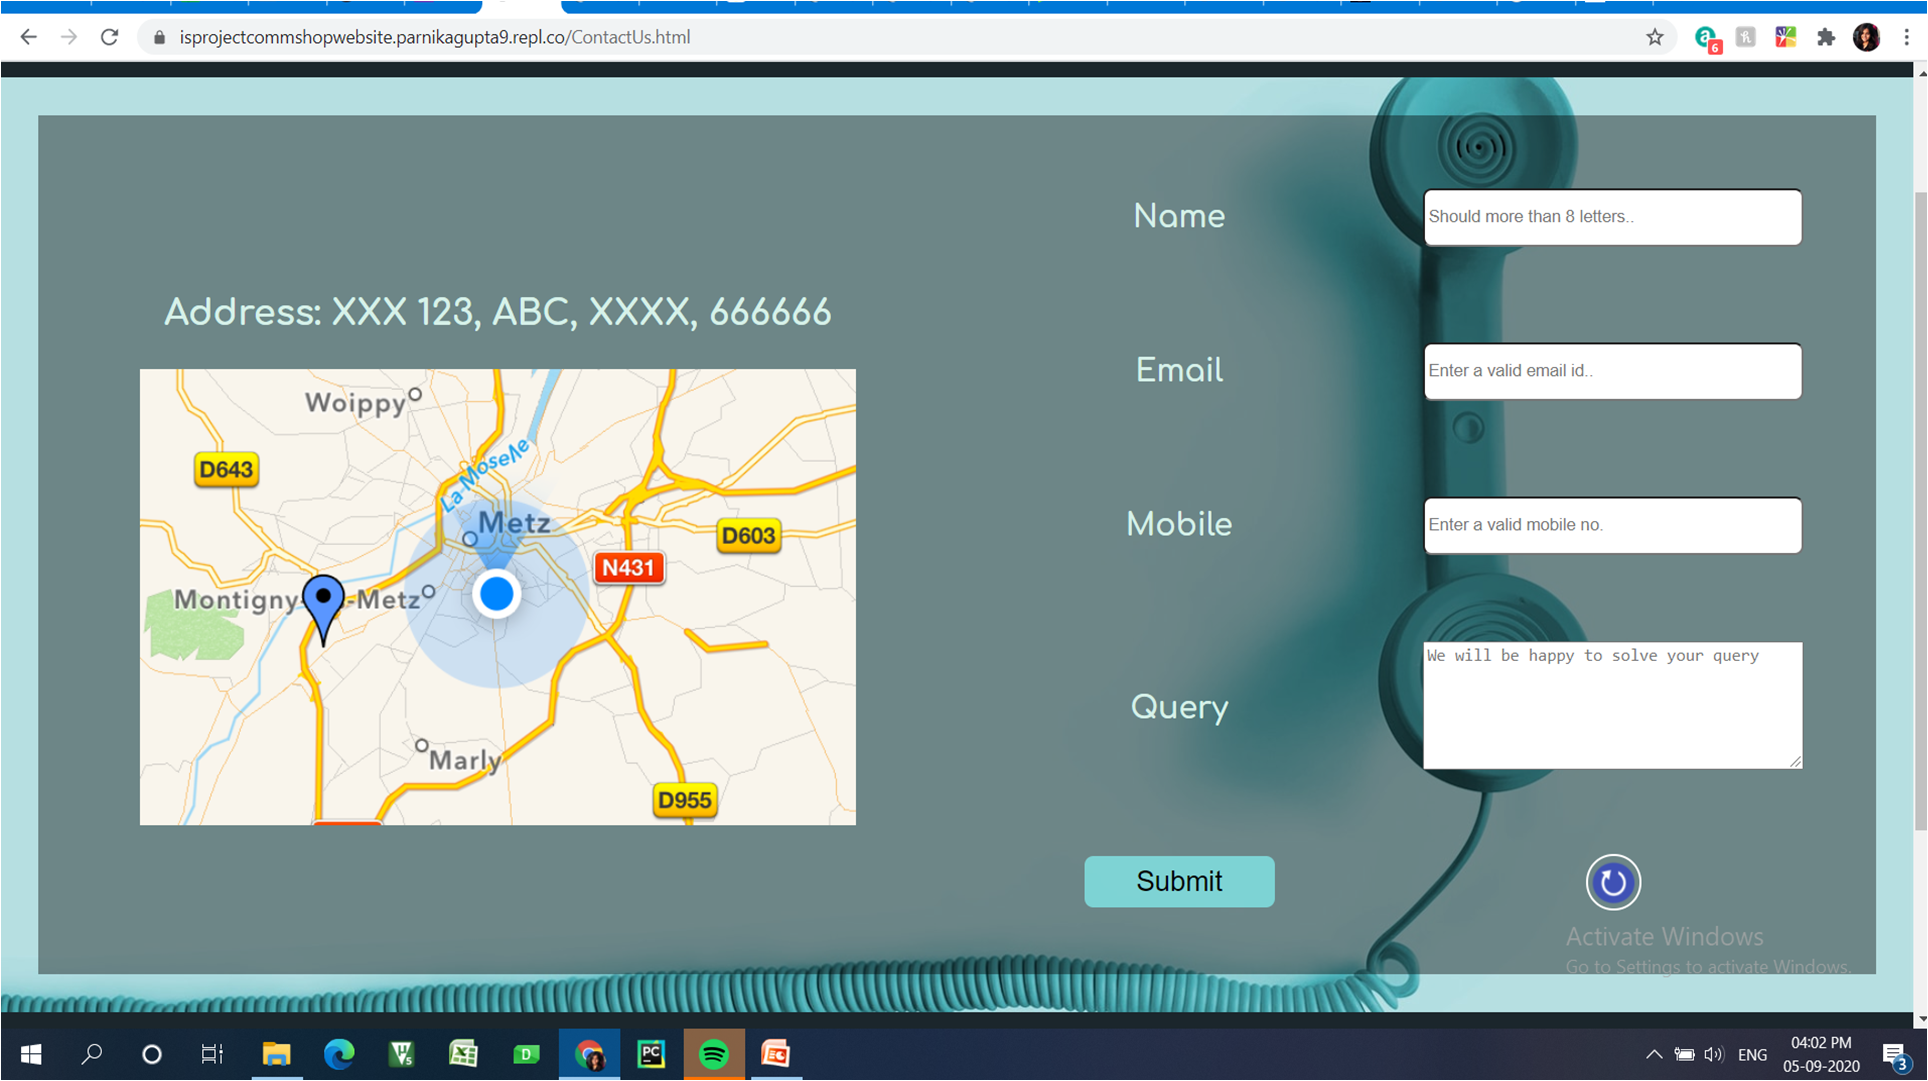 isprojectcommshopwebsite.parnikagupta9.repl.co/ContactUs.html
6
Name
Should more than 8 letters..
Address: XXX 123, ABC, XXXX, 666666
Email
Enter a valid email id..
Woippy
D643
La Moselle
Metz
D603
N431
Montigny- -Metz
Marly
D955
Mobile
Enter a valid mobile no.
Query
We will be happy to solve your query
Submit
Activate Windows
Go to Settings to activate Windows.
5
D
PC
ENG
04:02 PM
05-09-2020
3